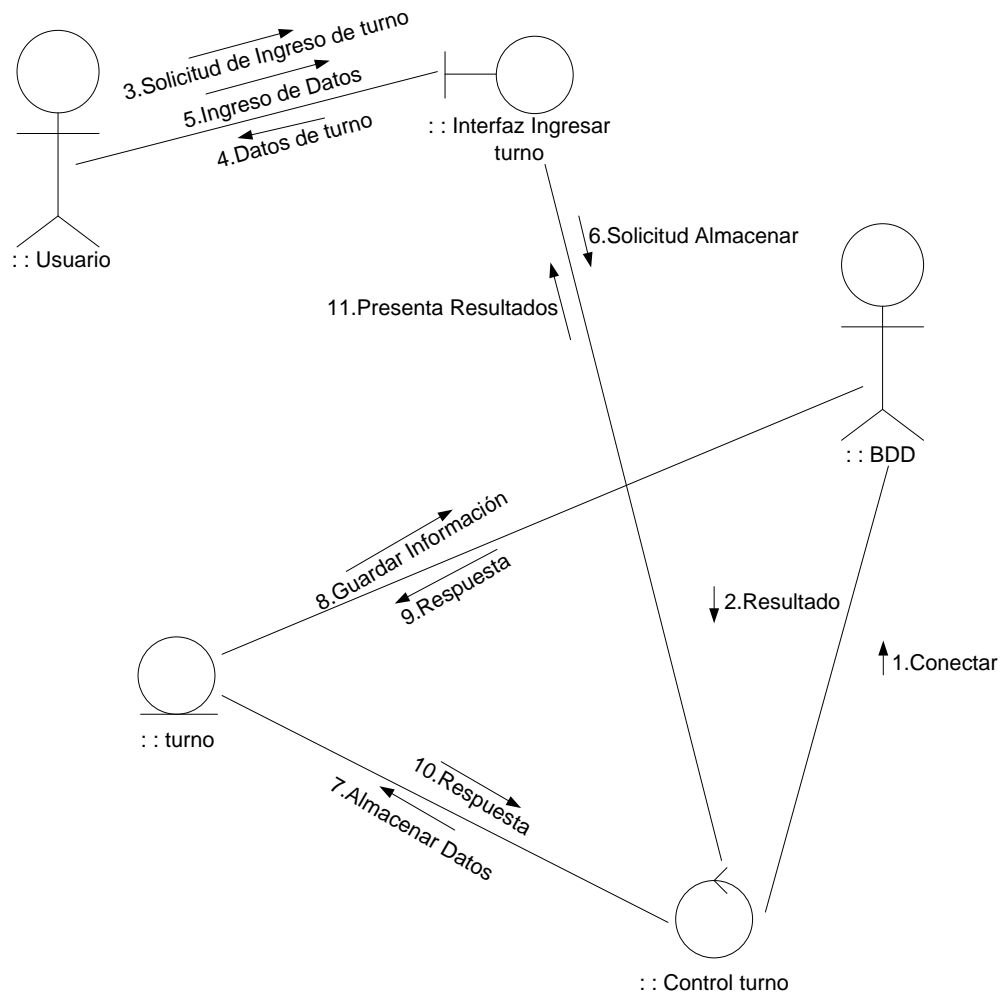 3.Solicitud de Ingreso de turno
5.Ingreso de Datos
4.Datos de turno
: : Interfaz Ingresar
turno
: : Usuario
6.Solicitud Almacenar
11.Presenta Resultados
: : BDD
8.Guardar Información
9.Respuesta
2.Resultado
1.Conectar
: : turno
10.Respuesta
7.Almacenar Datos
: : Control turno